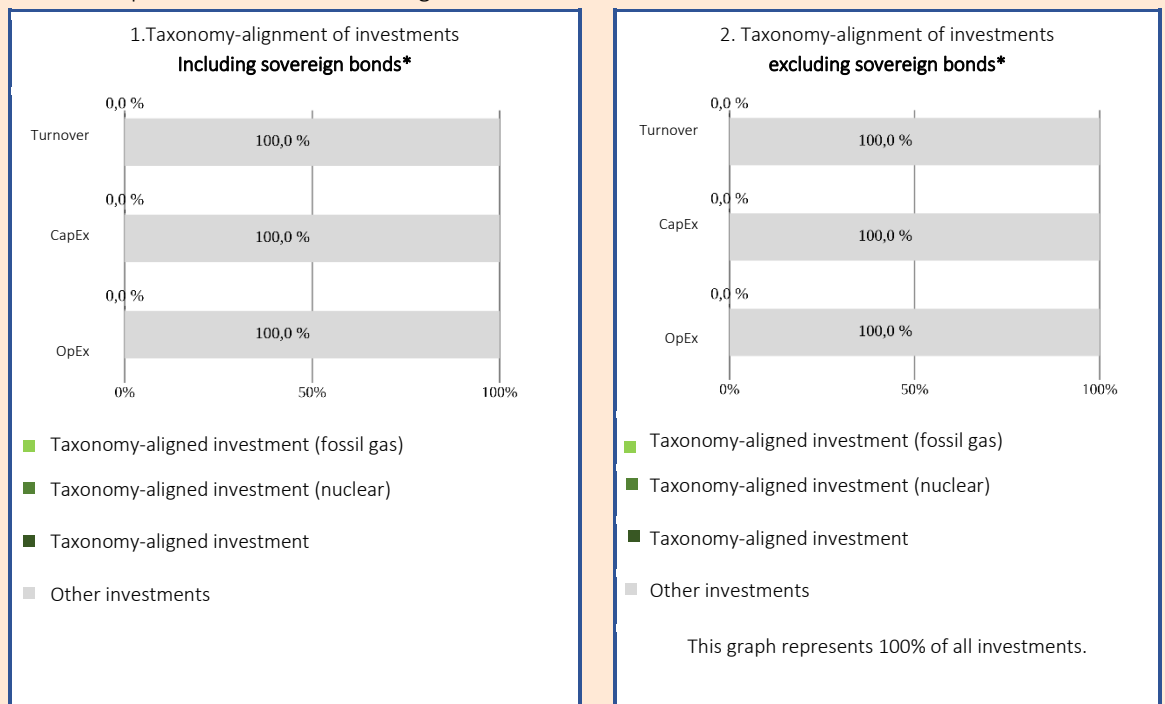 1.Taxonomy-alignment of investments
Including sovereign bonds*
0,0 %
Turnover
100,0 %
0,0 %
CapEx
100,0 %
0,0 %
OpEx
100,0 %
0% 50% 100%
Taxonomy-aligned investment (fossil gas)
Taxonomy-aligned investment (nuclear)
Taxonomy-aligned investment
Other investments
2. Taxonomy-alignment of investments
excluding sovereign bonds*
0,0 %
Turnover
100,0 %
0,0 %
CapEx
100,0 %
0,0 %
OpEx
100,0 %
0% 50% 100%
Taxonomy-aligned investment (fossil gas)
Taxonomy-aligned investment (nuclear)
Taxonomy-aligned investment
Other investments
This graph represents 100% of all investments.